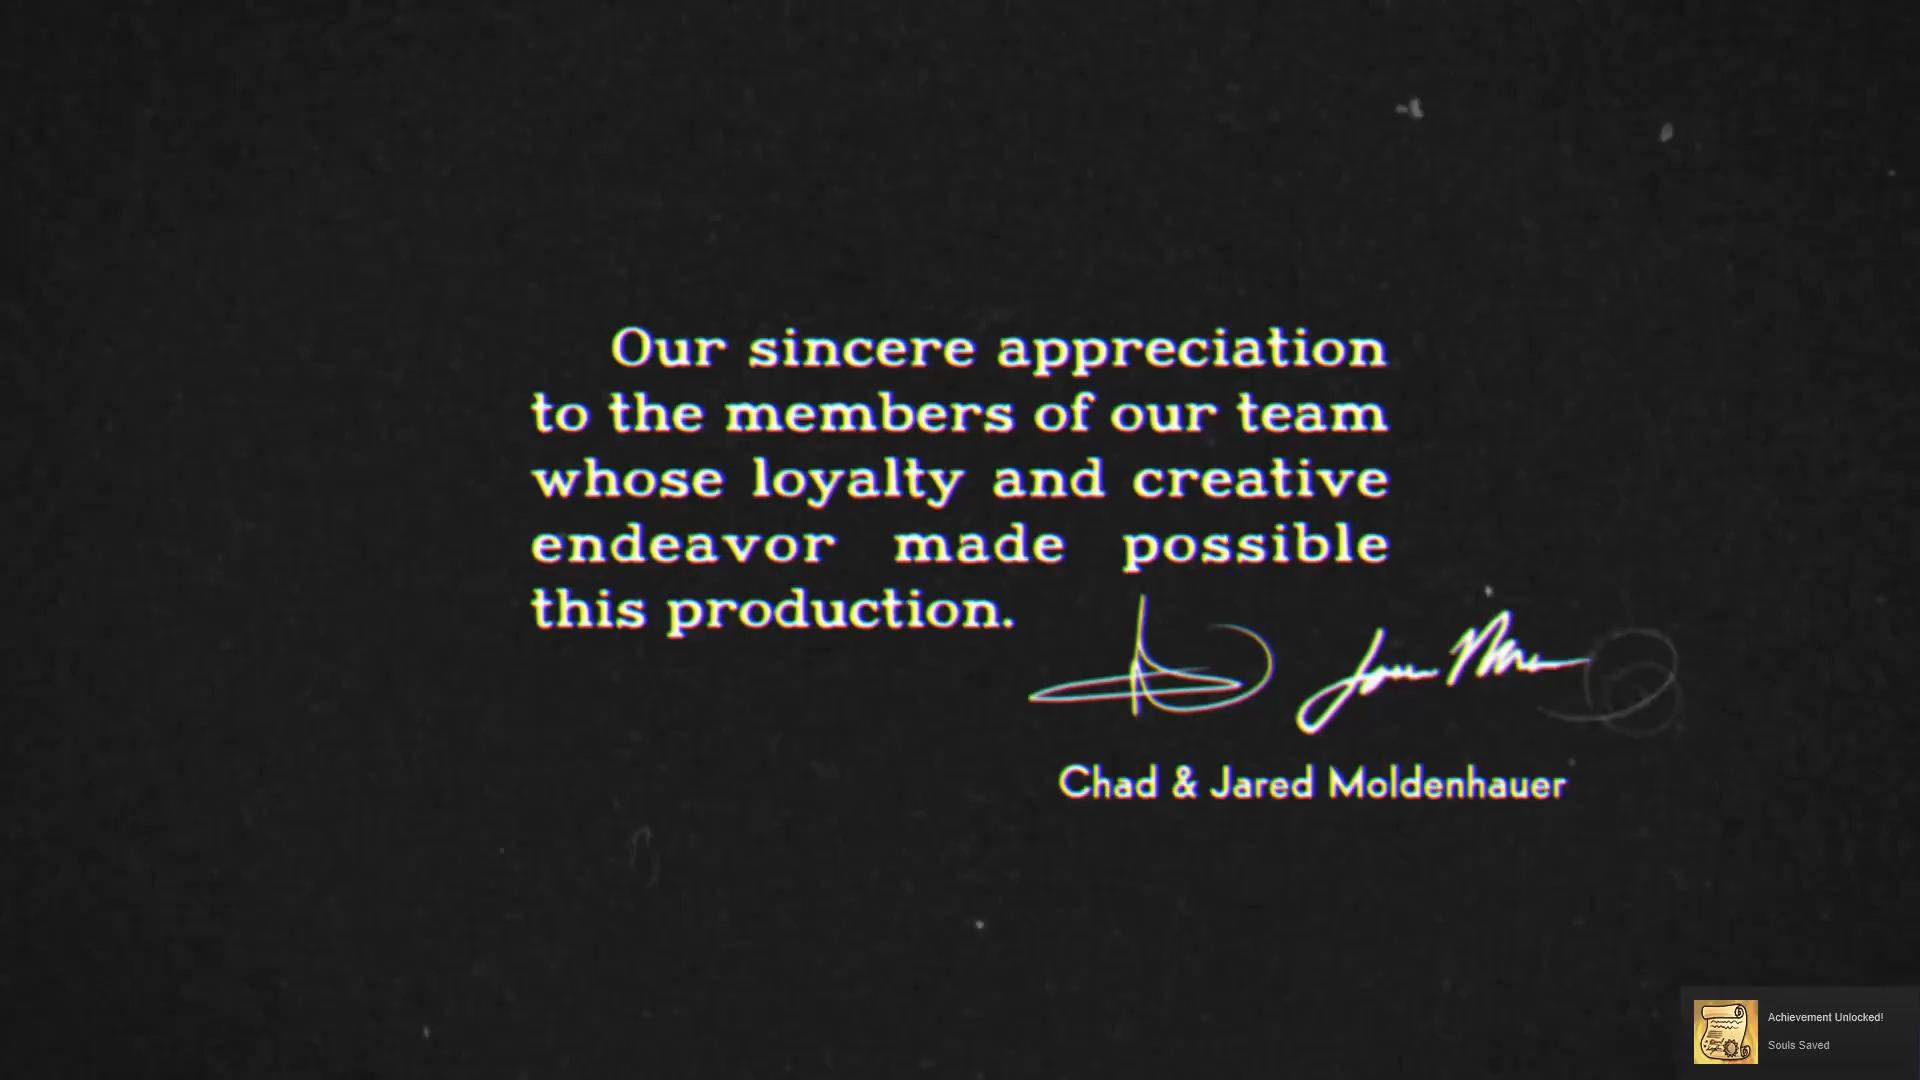 Our sincere appreciation
to the members of our team
whose loyalty and creative
endeavor made possible
this production.
Chad & Jared Moldenhauer
Achievement Unlocked!
Souls Saved